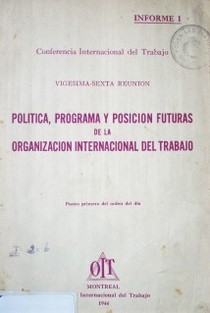 INFORME I
Conferencia Internacional del Trabajo
VIGESIMA-SEXTA REUNION
POLITICA, PROGRAMA Y POSICION FUTURAS
DE LA
ORGANIZACION INTERNACIONAL DEL TRABAJO
Punto primero del orden del día
OIT
MONTREAL
Internacional del Trabajo
1944